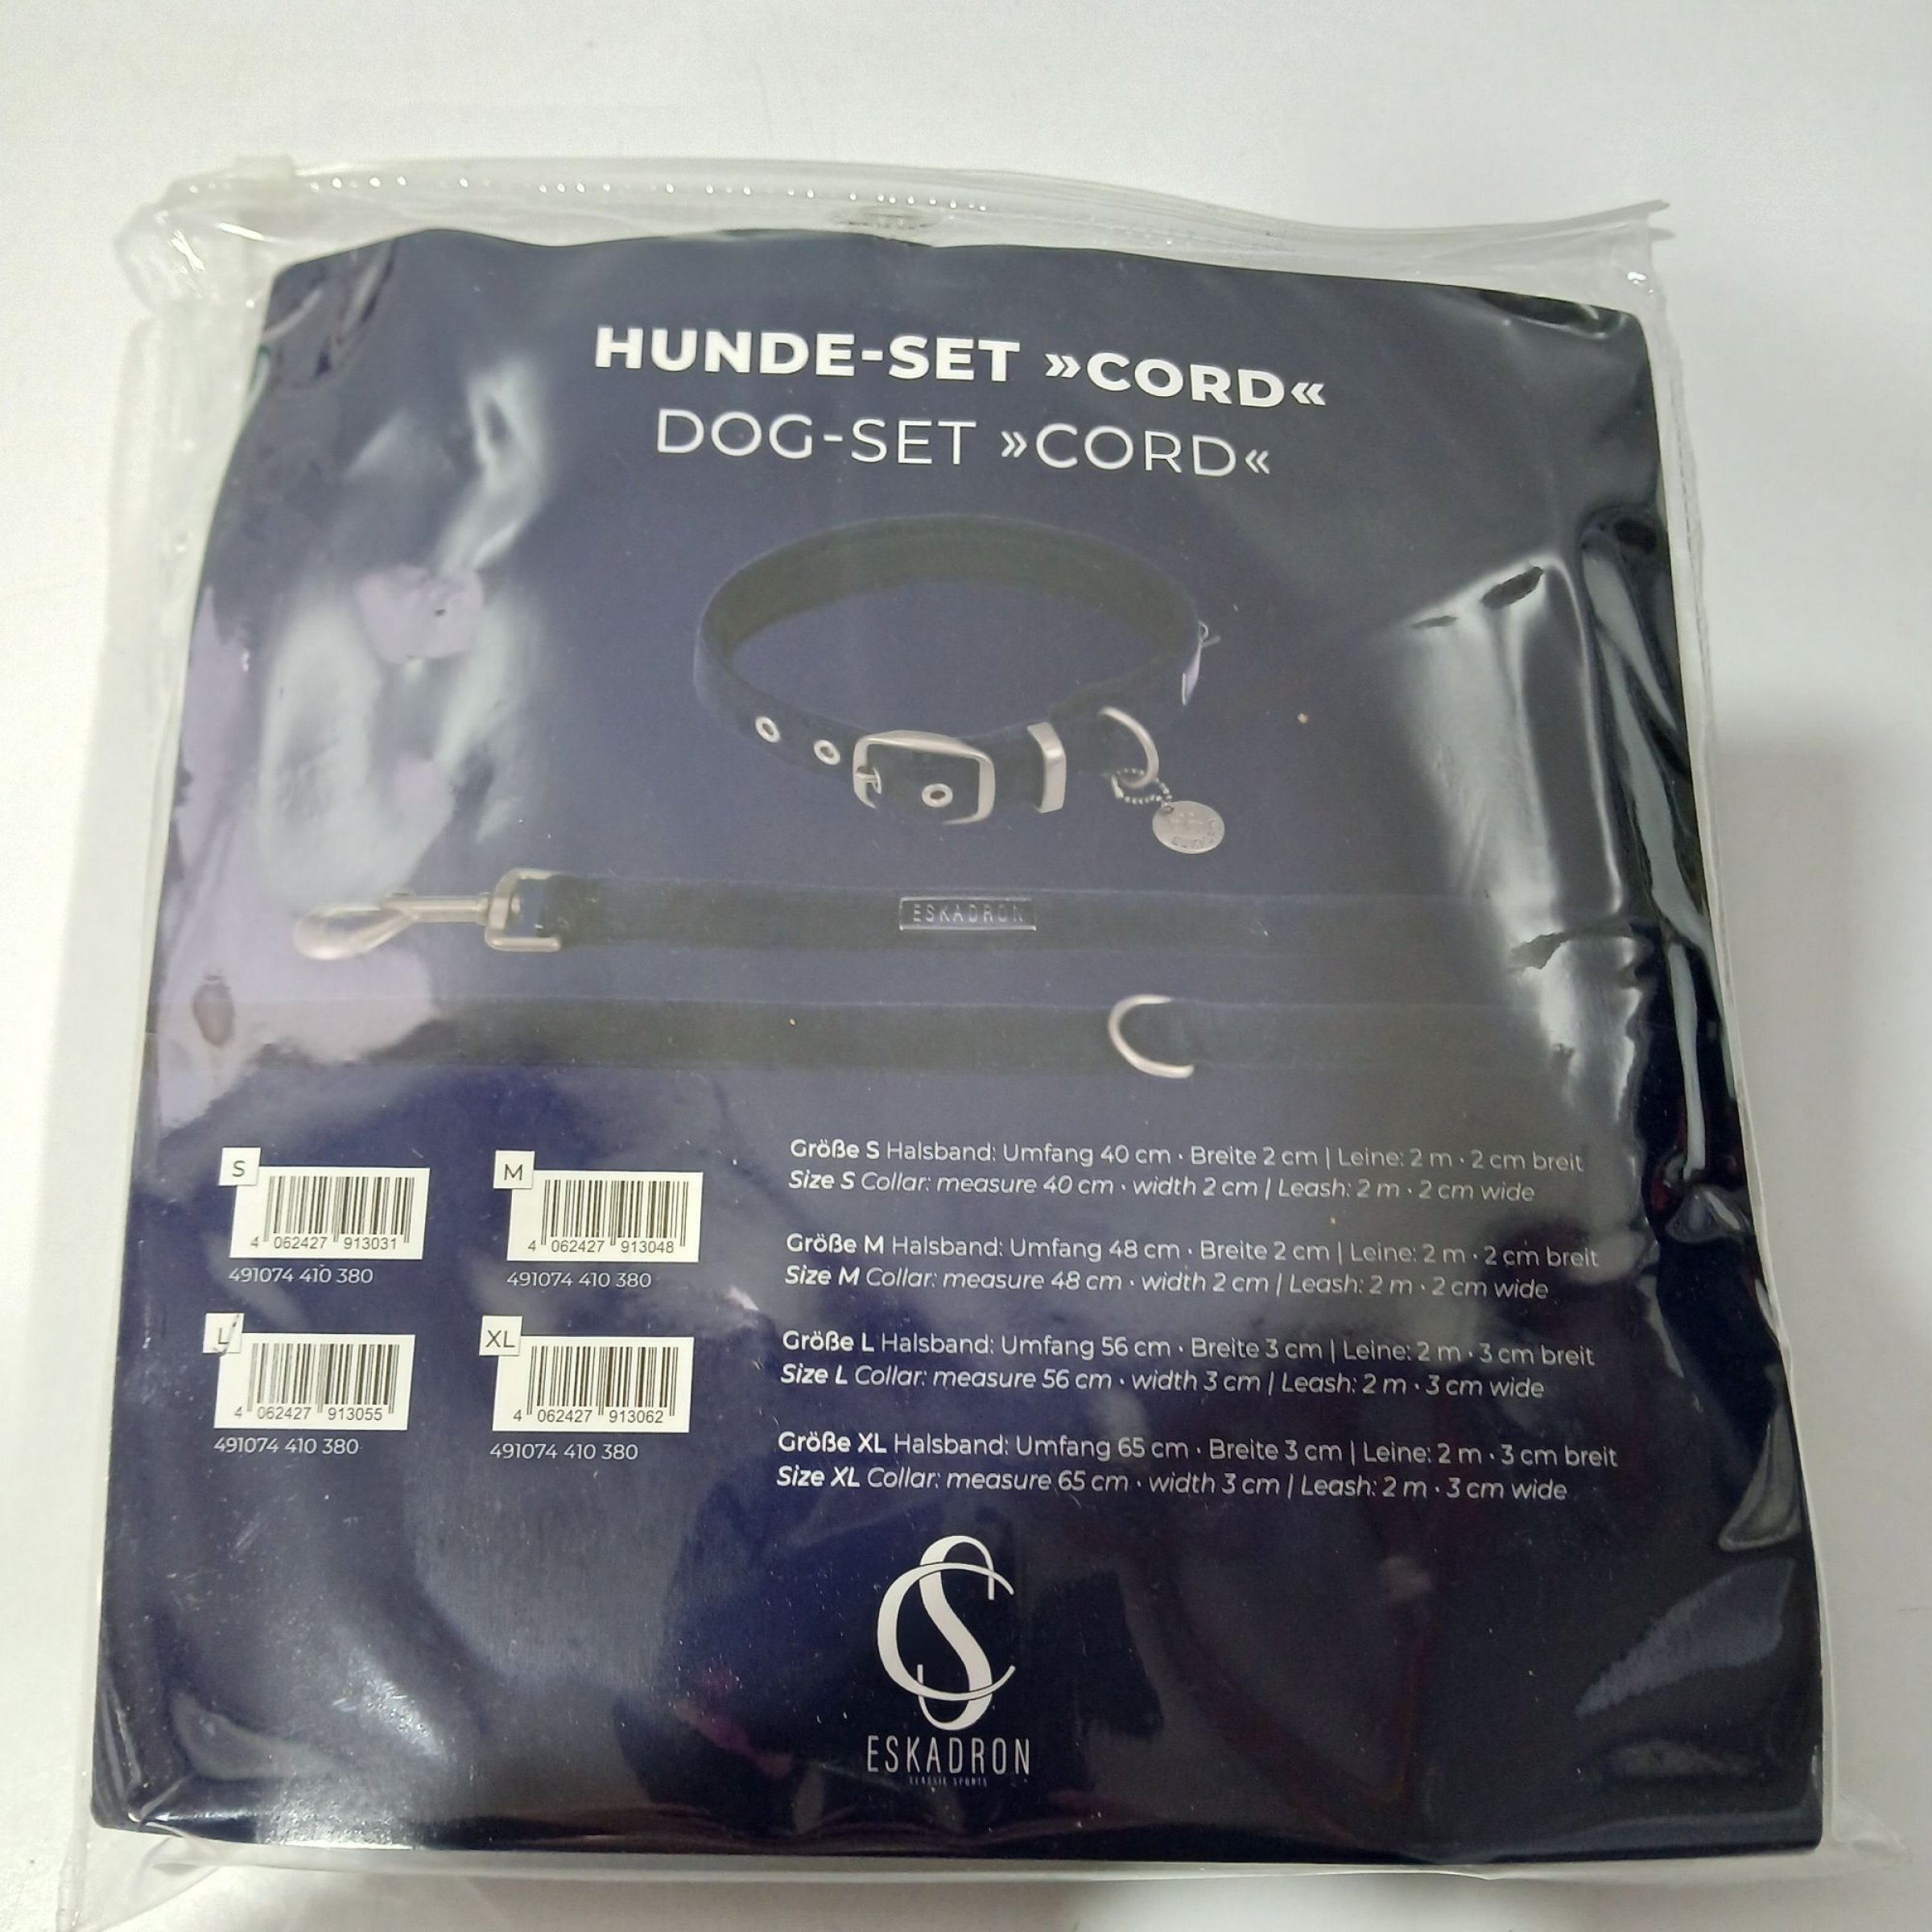 HUNDE-SET »CORD«
DOG-SET »CORD«
ESKADRON
S
4 062427 913031
491074 410 380
M
4 062427 913048
491074 410 380
L
4 062427 913055
491074 410 380
XL
4 062427 913062
491074 410 380
Größe S Halsband: Umfang 40 cm · Breite 2 cm | Leine: 2 m · 2 cm breit
Size S Collar: measure 40 cm · width 2 cm | Leash: 2 m · 2 cm wide
Größe M Halsband: Umfang 48 cm · Breite 2 cm | Leine: 2 m · 2 cm breit
Size M Collar: measure 48 cm · width 2 cm | Leash: 2 m · 2 cm wide
Größe L Halsband: Umfang 56 cm · Breite 3 cm | Leine: 2 m · 3 cm breit
Size L Collar: measure 56 cm · width 3 cm | Leash: 2 m · 3 cm wide
Größe XL Halsband: Umfang 65 cm · Breite 3 cm | Leine: 2 m · 3 cm breit
Size XL Collar: measure 65 cm · width 3 cm | Leash: 2 m · 3 cm wide
CS
ESKADRON
CLASSIC SPORTS